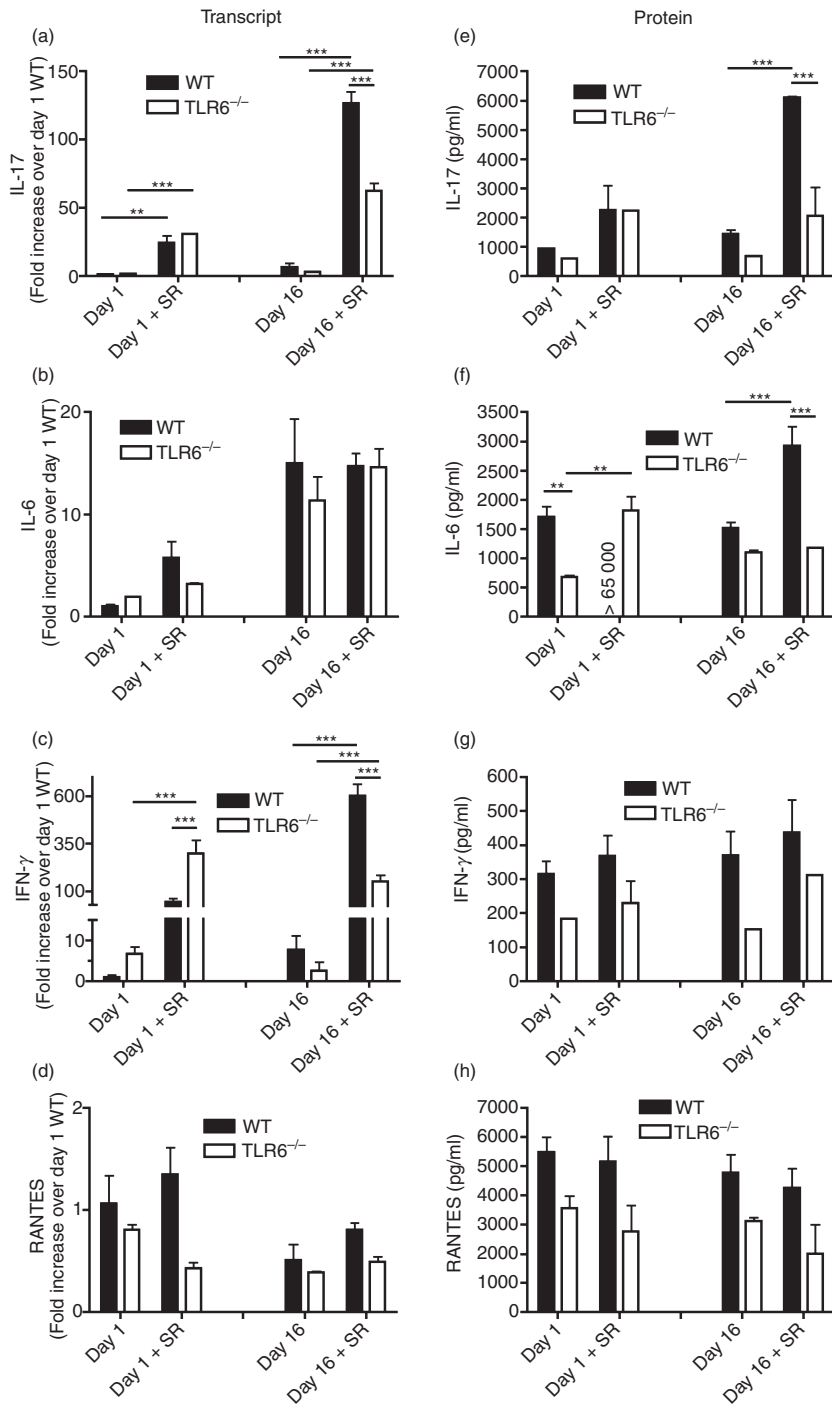 Transcript
Protein
(a)
IL-17
(Fold increase over day 1 WT)
150
100
50
0
WT
TLR6–/–
**
***
***
***
***
Day 1
Day 1 + SR
Day 16
Day 16 + SR
(e)
IL-17 (pg/ml)
7000
6000
5000
4000
3000
2000
1000
0
WT
TLR6–/–
***
***
Day 1
Day 1 + SR
Day 16
Day 16 + SR
(b)
IL-6
(Fold increase over day 1 WT)
20
10
0
WT
TLR6–/–
Day 1
Day 1 + SR
Day 16
Day 16 + SR
(f)
IL-6 (pg/ml)
3500
3000
2500
2000
1500
1000
500
0
WT
TLR6–/–
**
**
> 65 000
***
***
Day 1
Day 1 + SR
Day 16
Day 16 + SR
(c)
IFN-γ
(Fold increase over day 1 WT)
600
350
100
10
0
WT
TLR6–/–
***
***
***
***
***
Day 1
Day 1 + SR
Day 16
Day 16 + SR
(g)
IFN-γ (pg/ml)
600
500
400
300
200
100
0
WT
TLR6–/–
Day 1
Day 1 + SR
Day 16
Day 16 + SR
(d)
RANTES
(Fold increase over day 1 WT)
2
1
0
WT
TLR6–/–
Day 1
Day 1 + SR
Day 16
Day 16 + SR
(h)
RANTES (pg/ml)
7000
6000
5000
4000
3000
2000
1000
0
WT
TLR6–/–
Day 1
Day 1 + SR
Day 16
Day 16 + SR